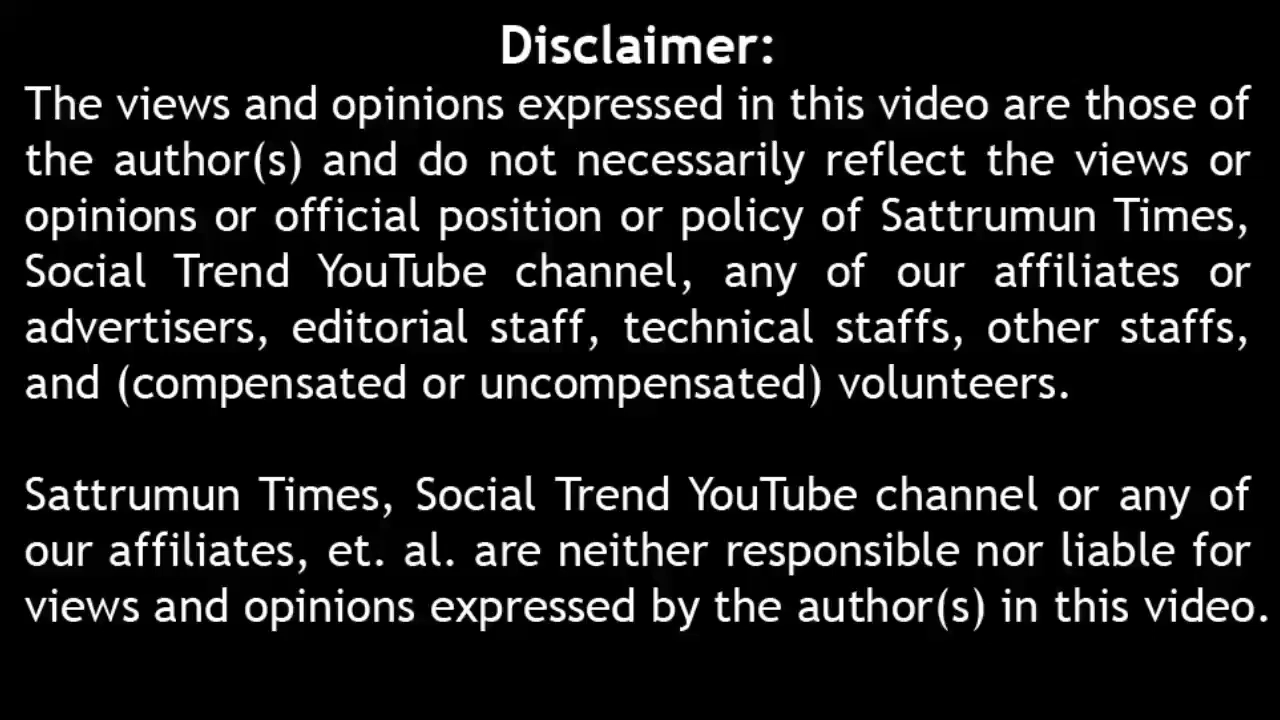 Disclaimer:
The views and opinions expressed in this video are those of
the author(s) and do not necessarily reflect the views or
opinions or official position or policy of Sattrumun Times,
Social Trend YouTube channel, any of our affiliates or
advertisers, editorial staff, technical staffs, other staffs,
and (compensated or uncompensated) volunteers.
Sattrumun Times, Social Trend YouTube channel or any of
our affiliates, et. al. are neither responsible nor liable for
views and opinions expressed by the author(s) in this video.